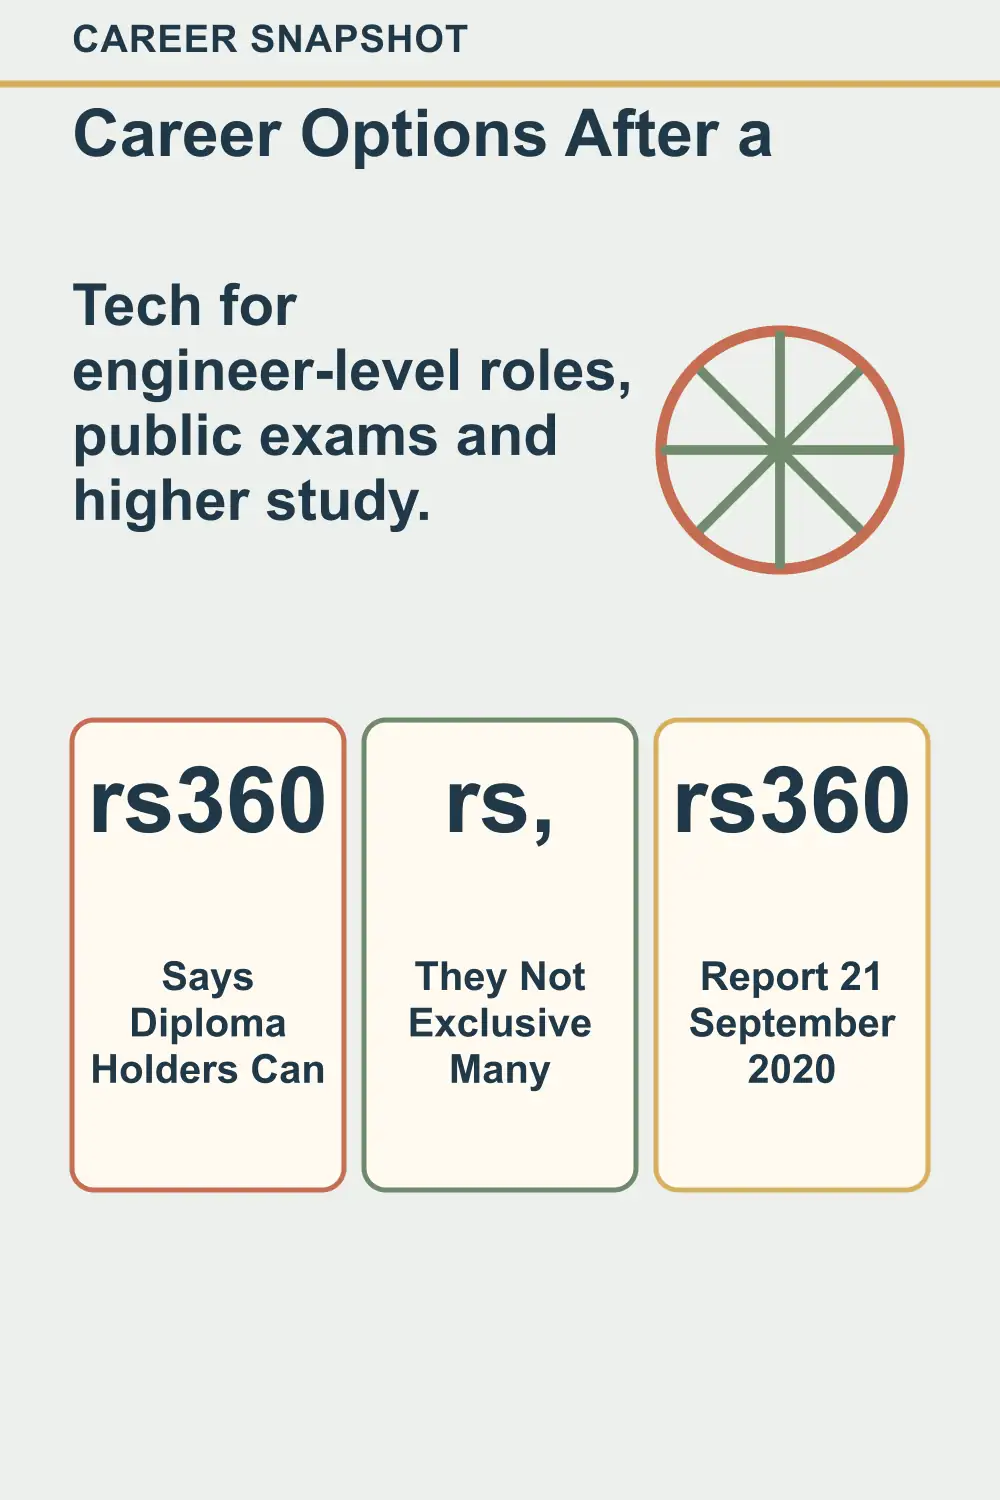 CAREER SNAPSHOT
Career Options After a
Tech for
engineer-level roles,
public exams and
higher study.
rs360
Says
Diploma
Holders Can
rs,
They Not
Exclusive
Many
rs360
Report 21
September
2020